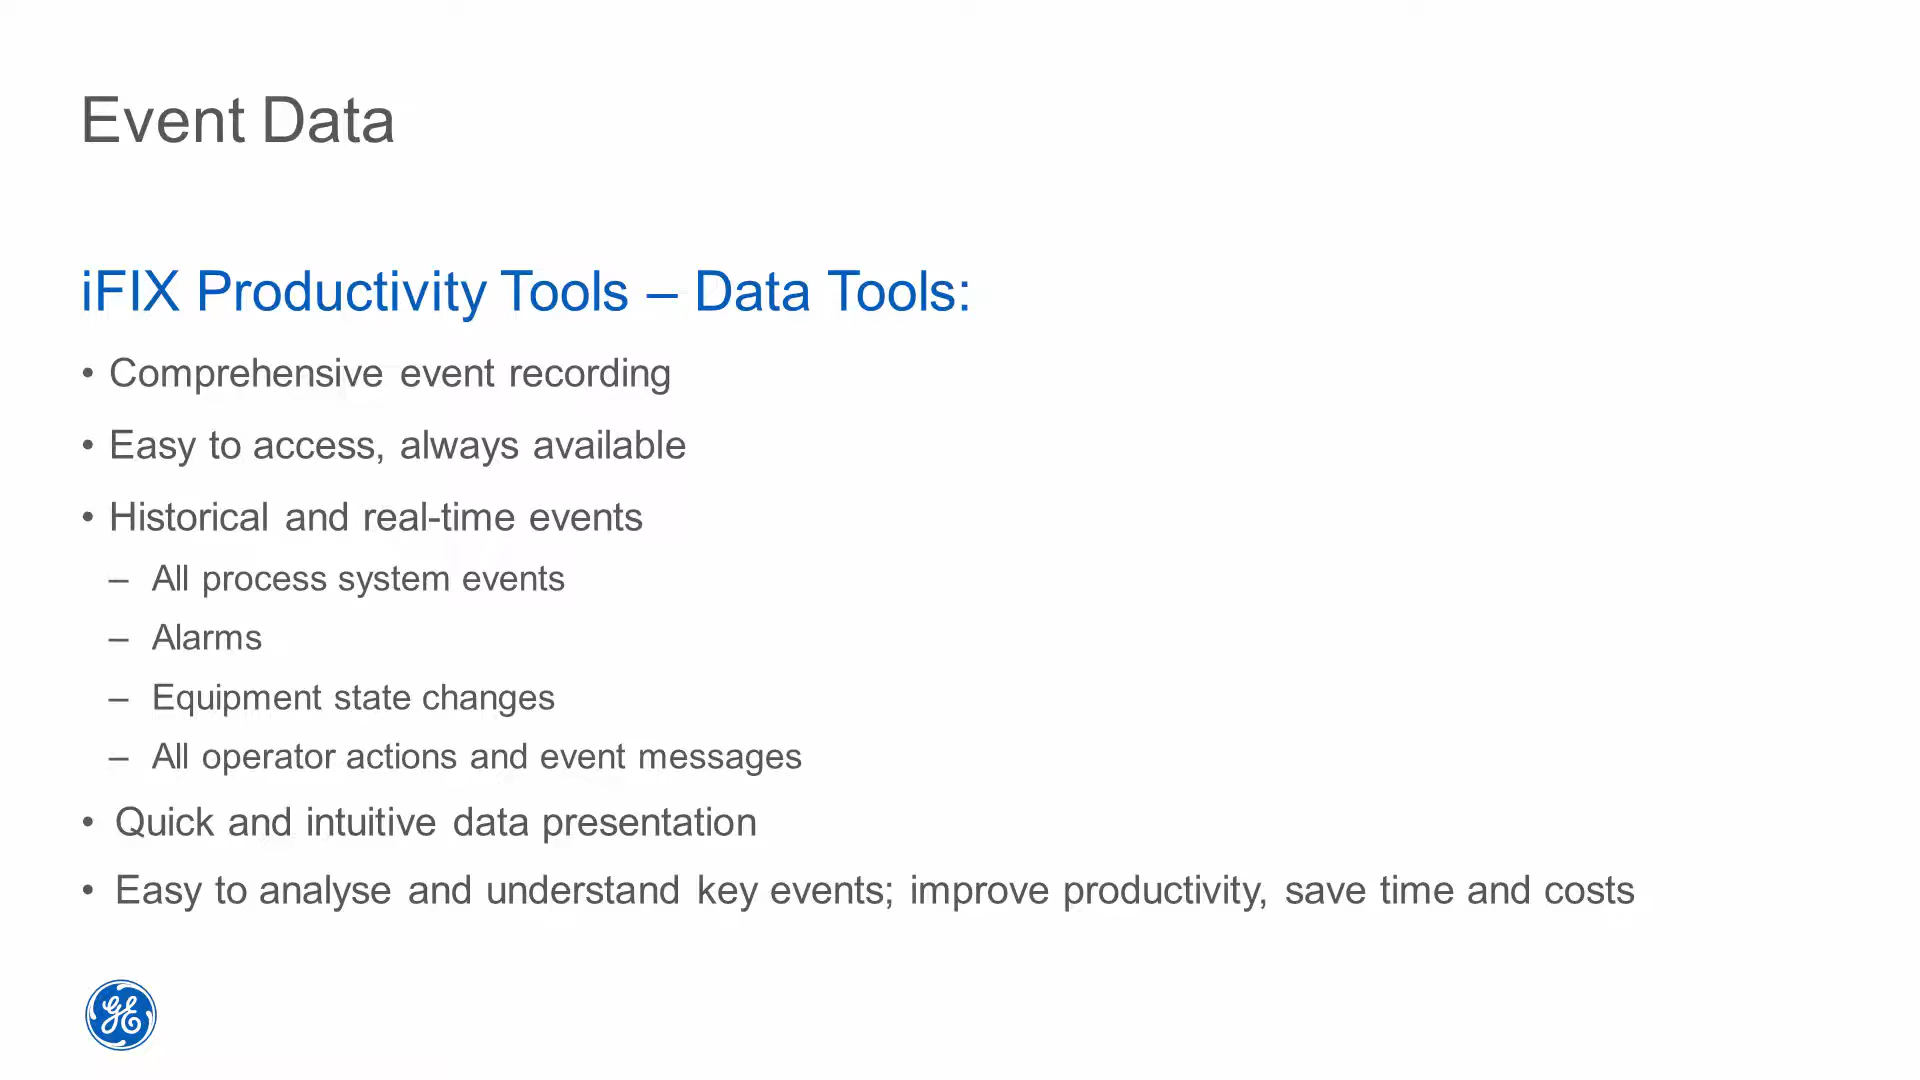 Event Data
iFIX Productivity Tools – Data Tools:
• Comprehensive event recording
• Easy to access, always available
• Historical and real-time events
– All process system events
– Alarms
– Equipment state changes
– All operator actions and event messages
• Quick and intuitive data presentation
• Easy to analyse and understand key events; improve productivity, save time and costs
GE